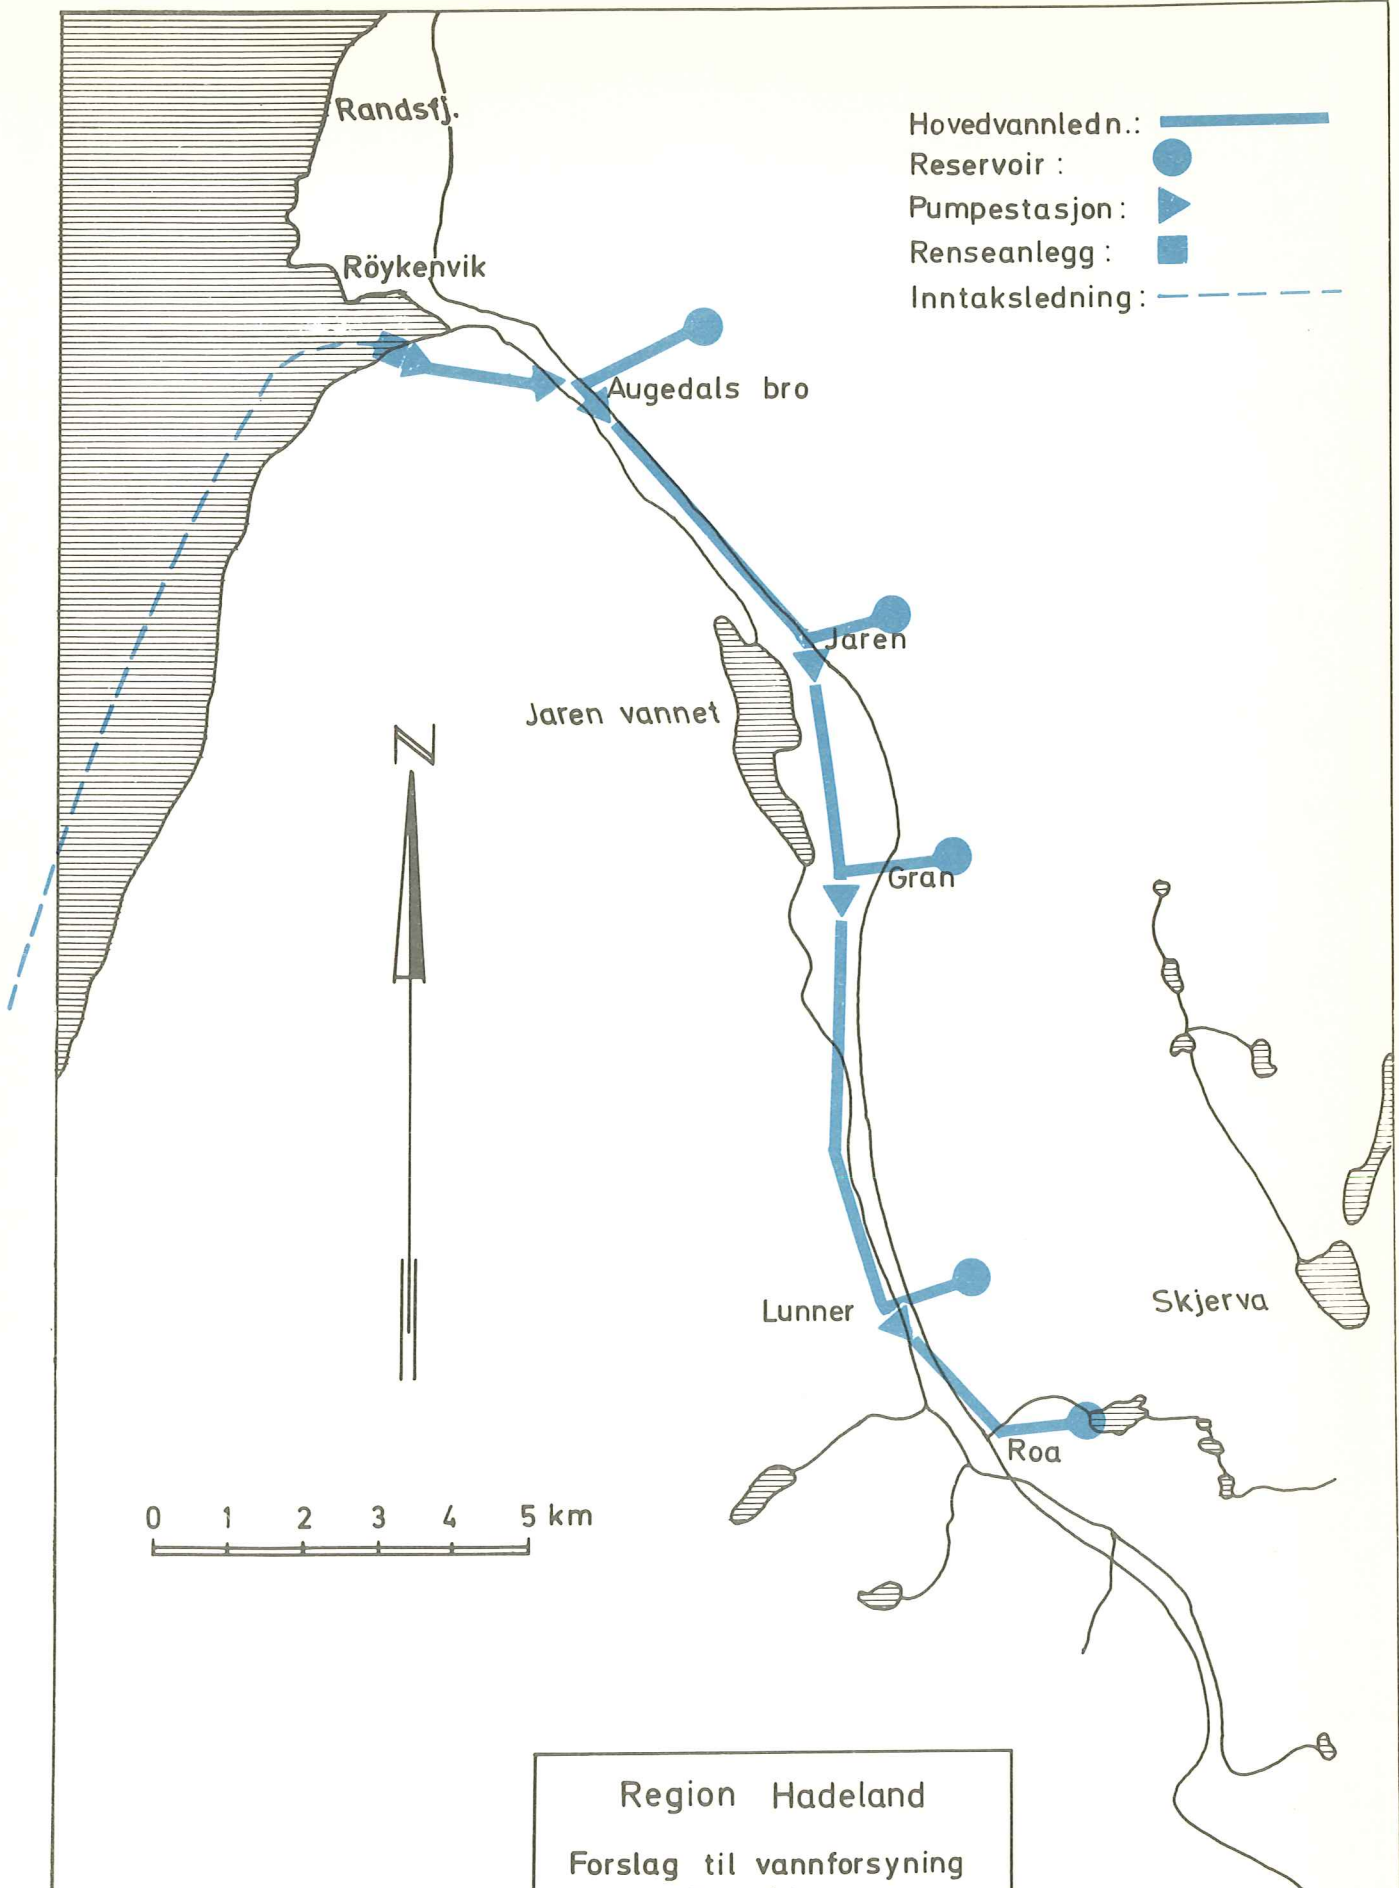 Randsfj.
Hovedvannledn.:
Reservoir :
Pumpestasjon :
Renseanlegg :
Inntaksledning :
Röykenvik
Augedals bro
Jaren
Jaren vannet
N
Gran
Lunner
Skjerva
Roa
0 1 2 3 4 5 km
Region Hadeland
Forslag til vannforsyning